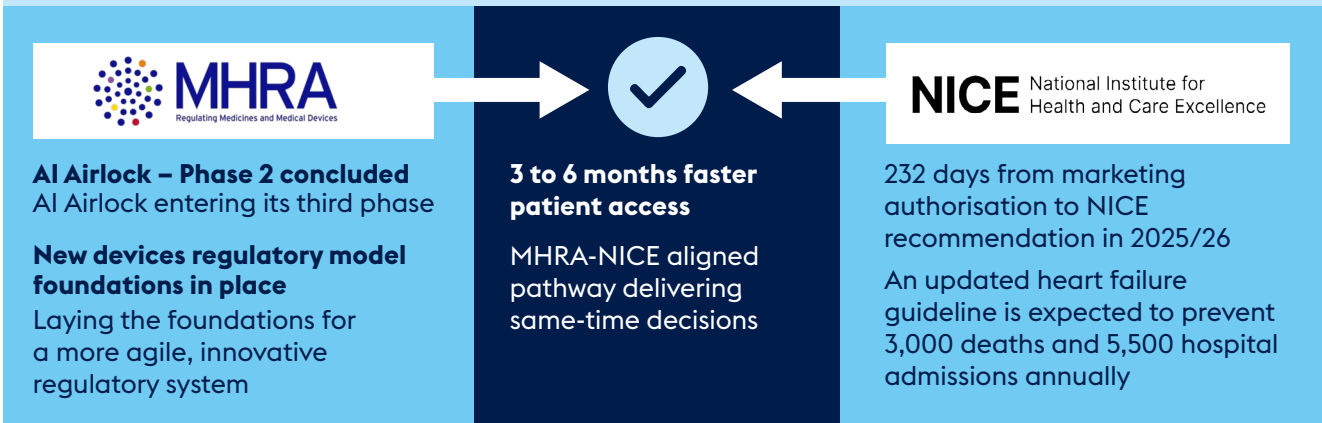 MHRA
Regulating Medicines and Medical Devices
AI Airlock – Phase 2 concluded
AI Airlock entering its third phase
New devices regulatory model
foundations in place
Laying the foundations for
a more agile, innovative
regulatory system
3 to 6 months faster
patient access
MHRA-NICE aligned
pathway delivering
same-time decisions
NICE National Institute for
Health and Care Excellence
232 days from marketing
authorisation to NICE
recommendation in 2025/26
An updated heart failure
guideline is expected to prevent
3,000 deaths and 5,500 hospital
admissions annually